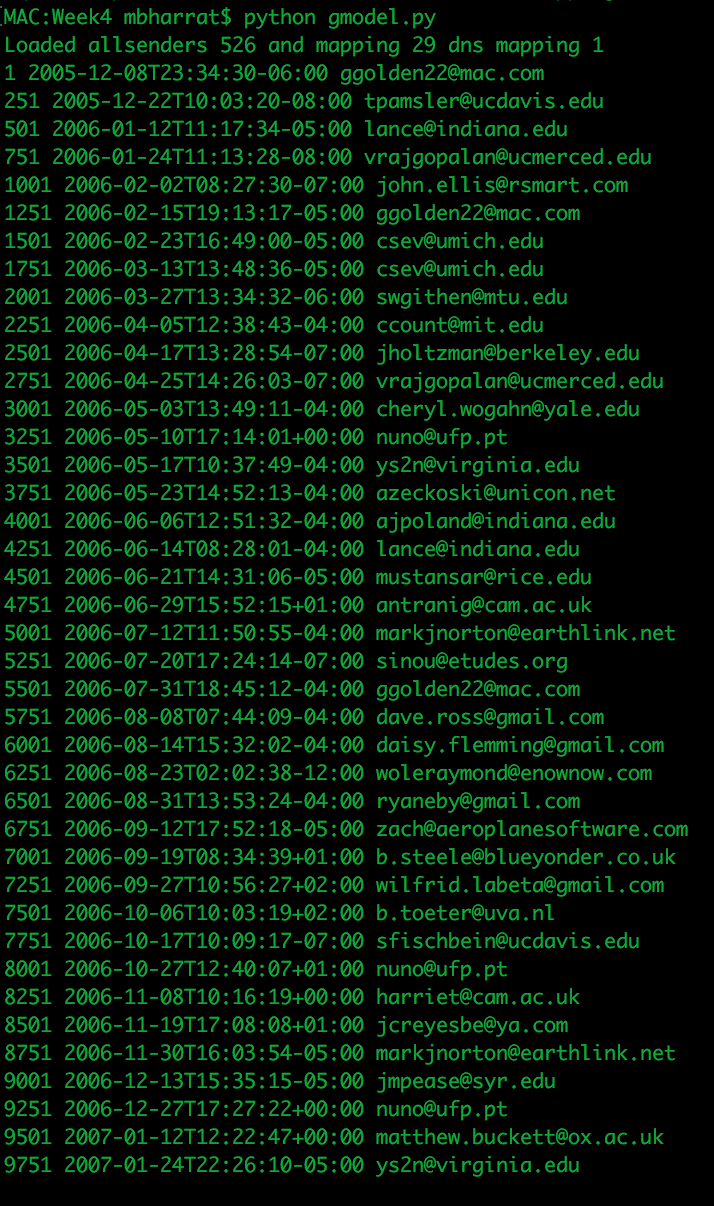 [MAC:Week4 mbharrat$ python gmodel.py
Loaded allsenders 526 and mapping 29 dns mapping 1
1 2005-12-08T23:34:30-06:00 ggolden22@mac.com
251 2005-12-22T10:03:20-08:00 tpamsler@ucdavis.edu
501 2006-01-12T11:17:34-05:00 lance@indiana.edu
751 2006-01-24T11:13:28-08:00 vrajgopalan@ucmerced.edu
1001 2006-02-02T08:27:30-07:00 john.ellis@rsmart.com
1251 2006-02-15T19:13:17-05:00 ggolden22@mac.com
1501 2006-02-23T16:49:00-05:00 csev@umich.edu
1751 2006-03-13T13:48:36-05:00 csev@umich.edu
2001 2006-03-27T13:34:32-06:00 swgithen@mtu.edu
2251 2006-04-05T12:38:43-04:00 ccount@mit.edu
2501 2006-04-17T13:28:54-07:00 jholtzman@berkeley.edu
2751 2006-04-25T14:26:03-07:00 vrajgopalan@ucmerced.edu
3001 2006-05-03T13:49:11-04:00 cheryl.wogahn@yale.edu
3251 2006-05-10T17:14:01+00:00 nuno@ufp.pt
3501 2006-05-17T10:37:49-04:00 ys2n@virginia.edu
3751 2006-05-23T14:52:13-04:00 azeckoski@unicon.net
4001 2006-06-06T12:51:32-04:00 ajpoland@indiana.edu
4251 2006-06-14T08:28:01-04:00 lance@indiana.edu
4501 2006-06-21T14:31:06-05:00 mustansar@rice.edu
4751 2006-06-29T15:52:15+01:00 antranig@cam.ac.uk
5001 2006-07-12T11:50:55-04:00 markjnorton@earthlink.net
5251 2006-07-20T17:24:14-07:00 sinou@etudes.org
5501 2006-07-31T18:45:12-04:00 ggolden22@mac.com
5751 2006-08-08T07:44:09-04:00 dave.ross@gmail.com
6001 2006-08-14T15:32:02-04:00 daisy.flemming@gmail.com
6251 2006-08-23T02:02:38-12:00 woleraymond@enownow.com
6501 2006-08-31T13:53:24-04:00 ryaneby@gmail.com
6751 2006-09-12T17:52:18-05:00 zach@aeroplanesoftware.com
7001 2006-09-19T08:34:39+01:00 b.steele@blueyonder.co.uk
7251 2006-09-27T10:56:27+02:00 wilfrid.labeta@gmail.com
7501 2006-10-06T10:03:19+02:00 b.toeter@uva.nl
7751 2006-10-17T10:09:17-07:00 sfischbein@ucdavis.edu
8001 2006-10-27T12:40:07+01:00 nuno@ufp.pt
8251 2006-11-08T10:16:19+00:00 harriet@cam.ac.uk
8501 2006-11-19T17:08:08+01:00 jcreyesbe@ya.com
8751 2006-11-30T16:03:54-05:00 markjnorton@earthlink.net
9001 2006-12-13T15:35:15-05:00 jmpease@syr.edu
9251 2006-12-27T17:27:22+00:00 nuno@ufp.pt
9501 2007-01-12T12:22:47+00:00 matthew.buckett@ox.ac.uk
9751 2007-01-24T22:26:10-05:00 ys2n@virginia.edu